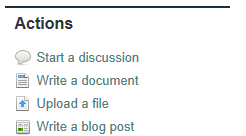 Actions
Start a discussion
Write a document
Upload a file
Write a blog post